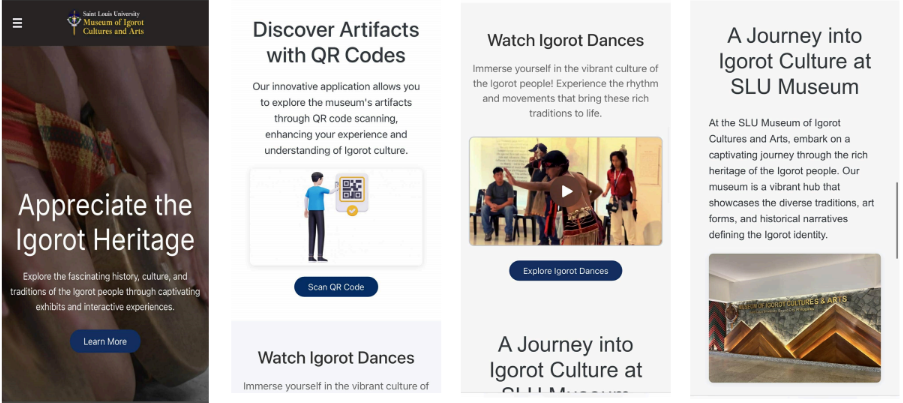 Saint Louis University
Museum of Igorot
Cultures and Arts
Appreciate the
Igorot Heritage
Explore the fascinating history, culture, and
traditions of the Igorot people through captivating
exhibits and interactive experiences.
Learn More
Discover Artifacts
with QR Codes
Our innovative application allows you
to explore the museum's artifacts
through QR code scanning,
enhancing your experience and
understanding of Igorot culture.
Scan QR Code
Watch Igorot Dances
Immerse yourself in the vibrant culture of
Watch Igorot Dances
Immerse yourself in the vibrant culture of
the Igorot people! Experience the rhythm
and movements that bring these rich
traditions to life.
Explore Igorot Dances
A Journey into
Igorot Culture at
SLU Museum
A Journey into
Igorot Culture at
SLU Museum
At the SLU Museum of Igorot
Cultures and Arts, embark on a
captivating journey through the rich
heritage of the Igorot people. Our
museum is a vibrant hub that
showcases the diverse traditions, art
forms, and historical narratives
defining the Igorot identity.
MUSEUM OF IGOROT CULTURES & ARTS